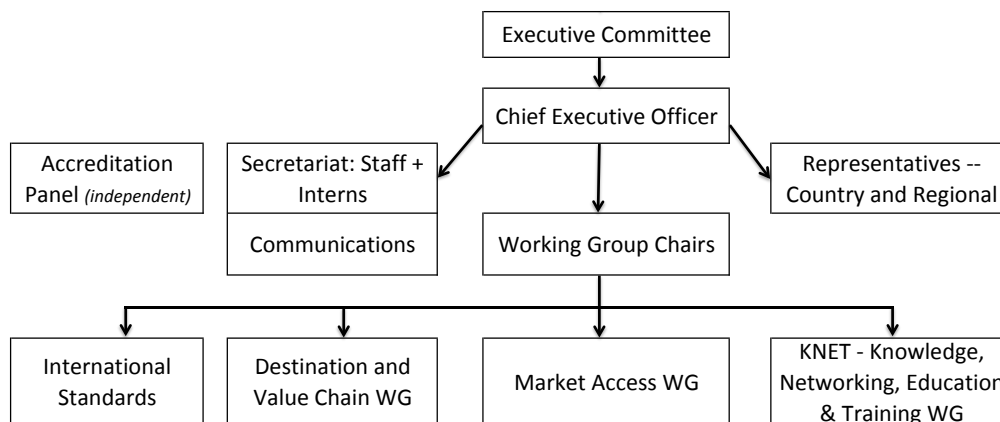 Executive Committee
Chief Executive Officer
Accreditation
Panel (independent)
Secretariat: Staff +
Interns
Representatives --
Country and Regional
Communications
Working Group Chairs
International
Standards
Destination and
Value Chain WG
Market Access WG
KNET - Knowledge,
Networking, Education
& Training WG